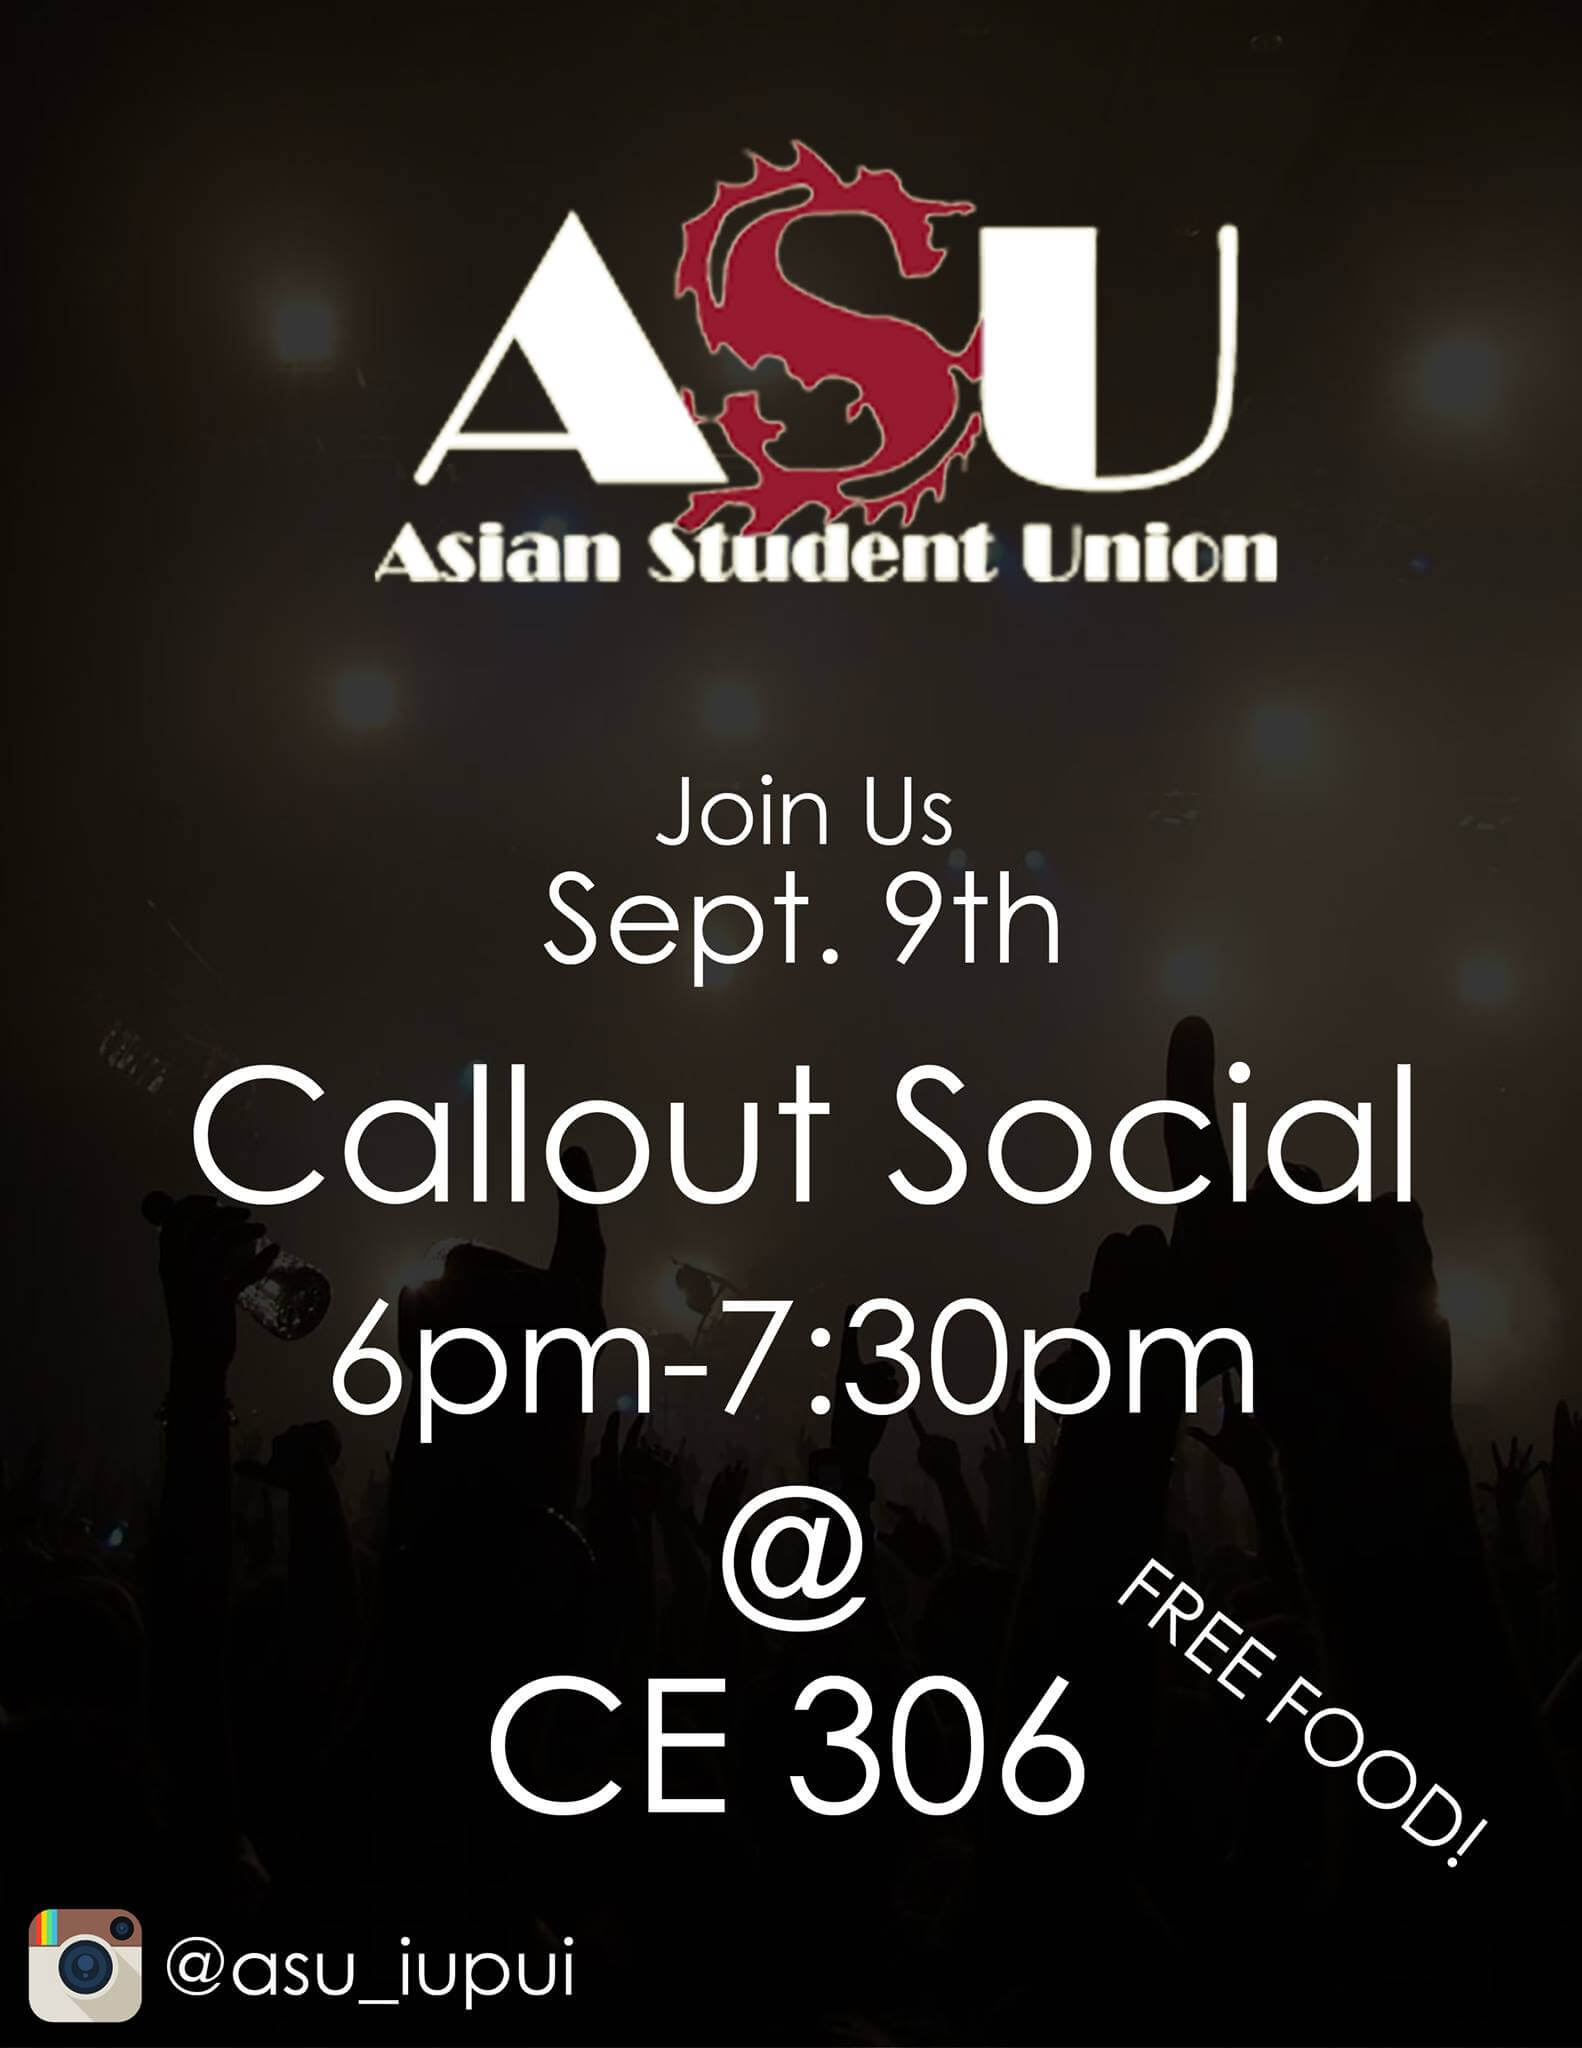 ASU
Asian Student Union
Join Us
Sept. 9th
Callout Social
6pm-7:30pm
@
CE 306
FREE FOOD!
@asu_iupui